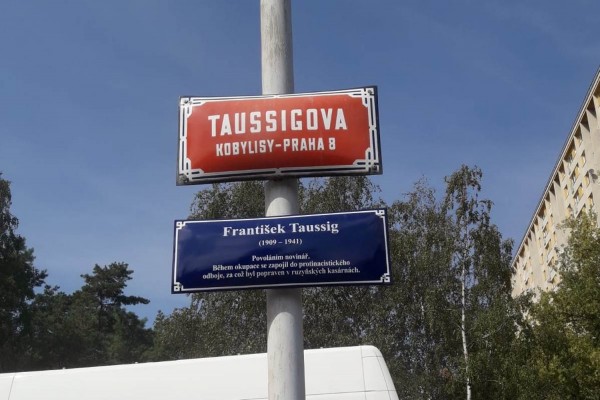 TAUSSIGOVA
KOBYLISY-PRAHA 8
František Taussig
(1909 – 1941)
Povoláním novinář.
Během okupace se zapojil do protinacistického
odboje, za což byl popraven v ruzyňských kasárnách.